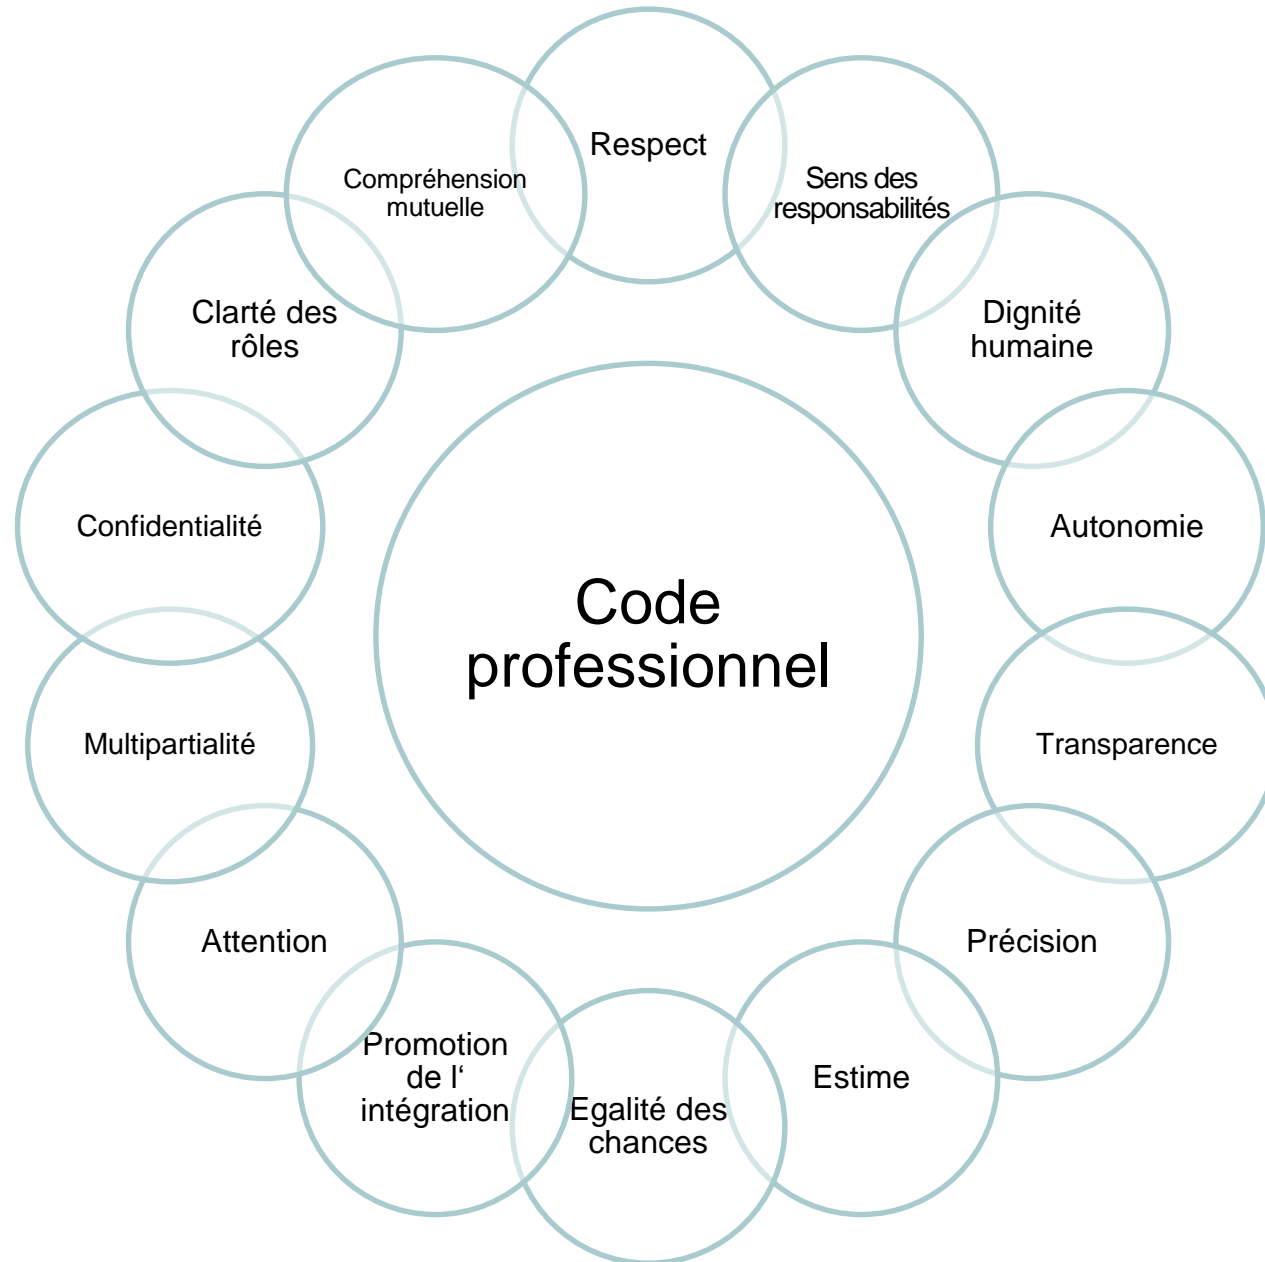 Respect
Sens des
responsabilités
Dignité
humaine
Autonomie
Transparence
Précision
Estime
Egalité des
chances
Promotion
de l‘
intégration
Attention
Multipartialité
Confidentialité
Clarté des
rôles
Compréhension
mutuelle
Code
professionnel